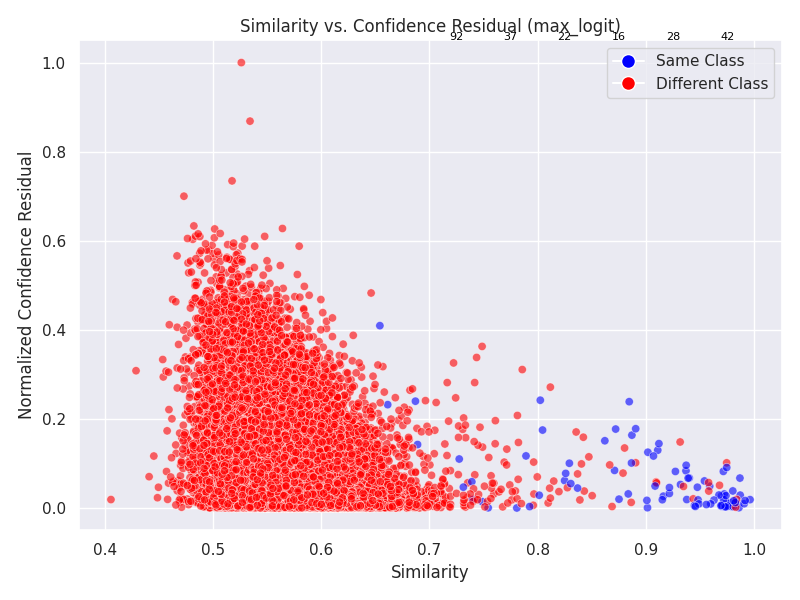 Similarity vs. Confidence Residual (max_logit)
92 37 22 16 28 42
Same Class
Different Class
1.0
0.8
0.6
0.4
0.2
0.0
Normalized Confidence Residual
0.4 0.5 0.6 0.7 0.8 0.9 1.0
Similarity